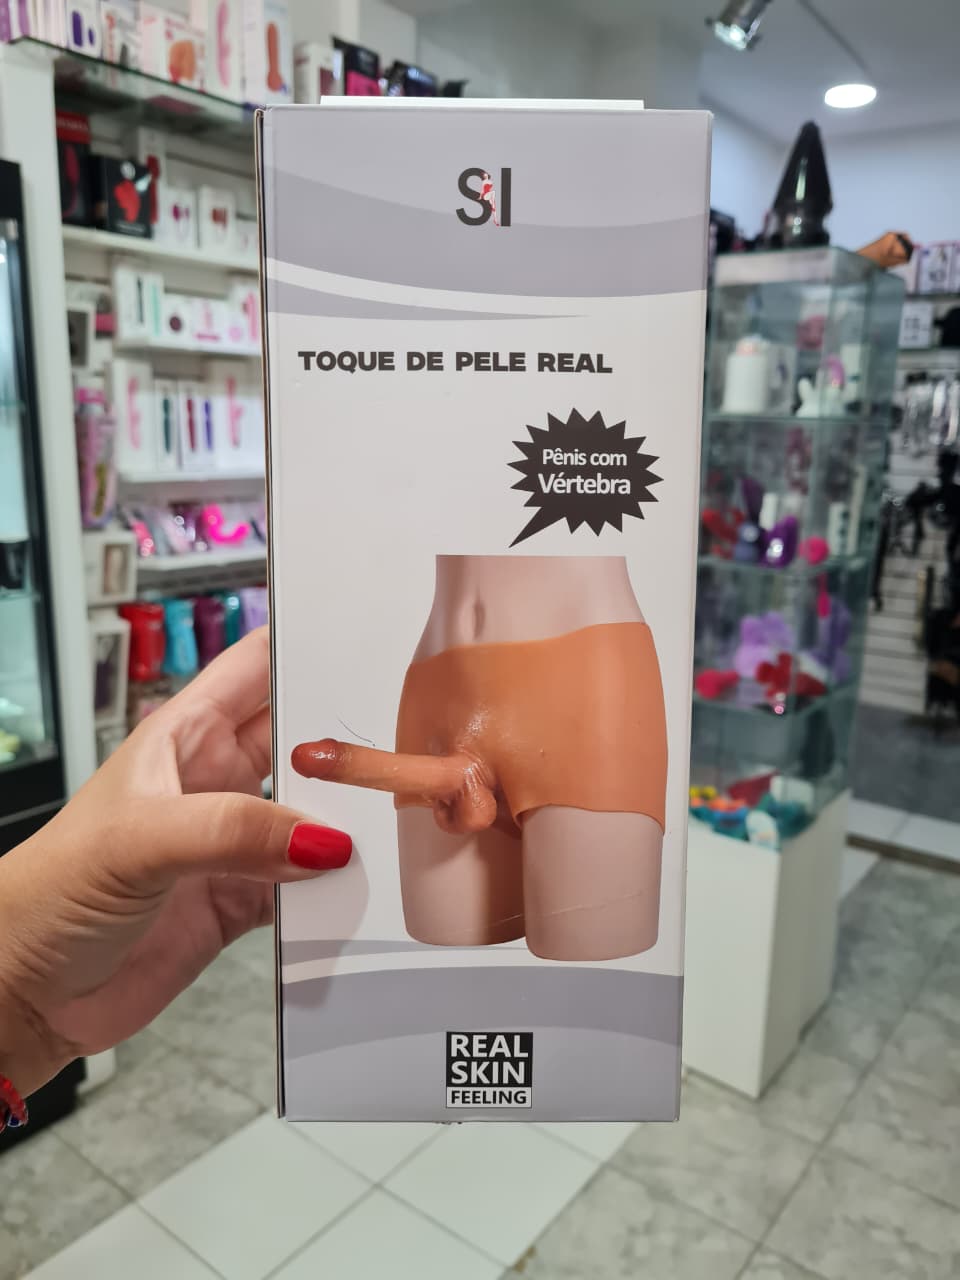 SI
TOQUE DE PELE REAL
Pênis com
Vértebra
REAL
SKIN
FEELING